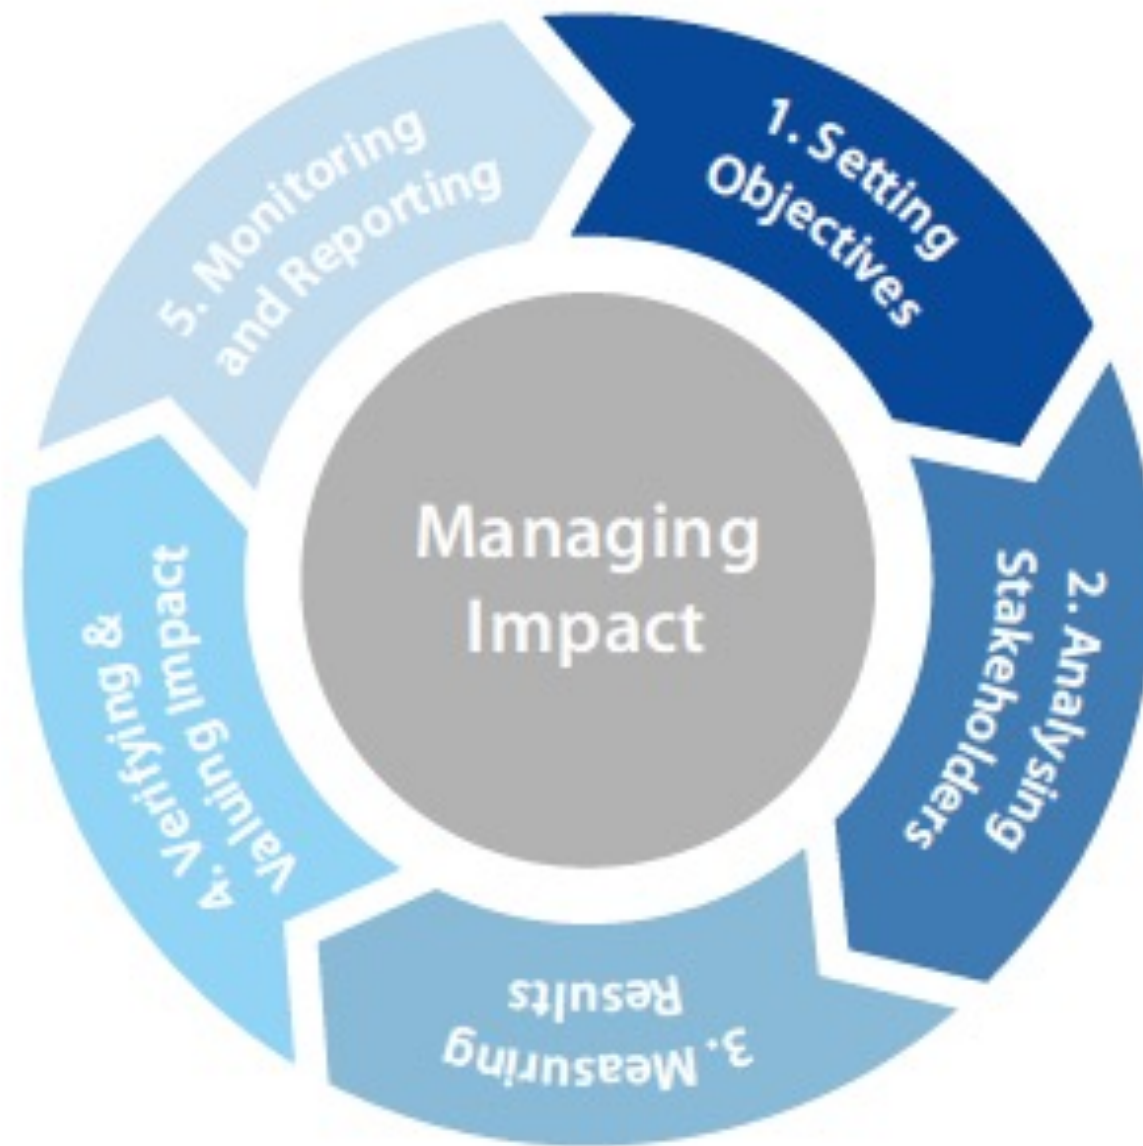 1. Setting
Objectives
2. Analysing
Stakeholders
3. Measuring
Results
4. Verifying &
Valuing Impact
5. Monitoring
and Reporting
Managing
Impact